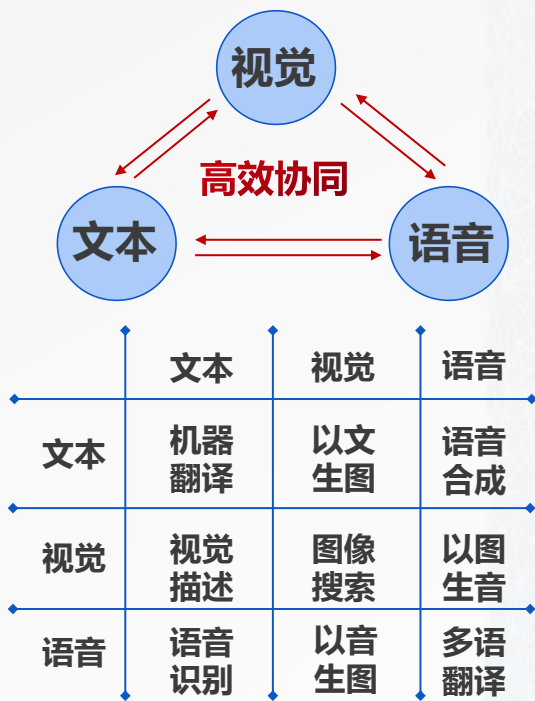 视觉
高效协同
文本
语音
文本 视觉 语音
文本 机器翻译 以文生图 语音合成
视觉 视觉描述 图像搜索 以图生音
语音 语音识别 以音生图 多语翻译